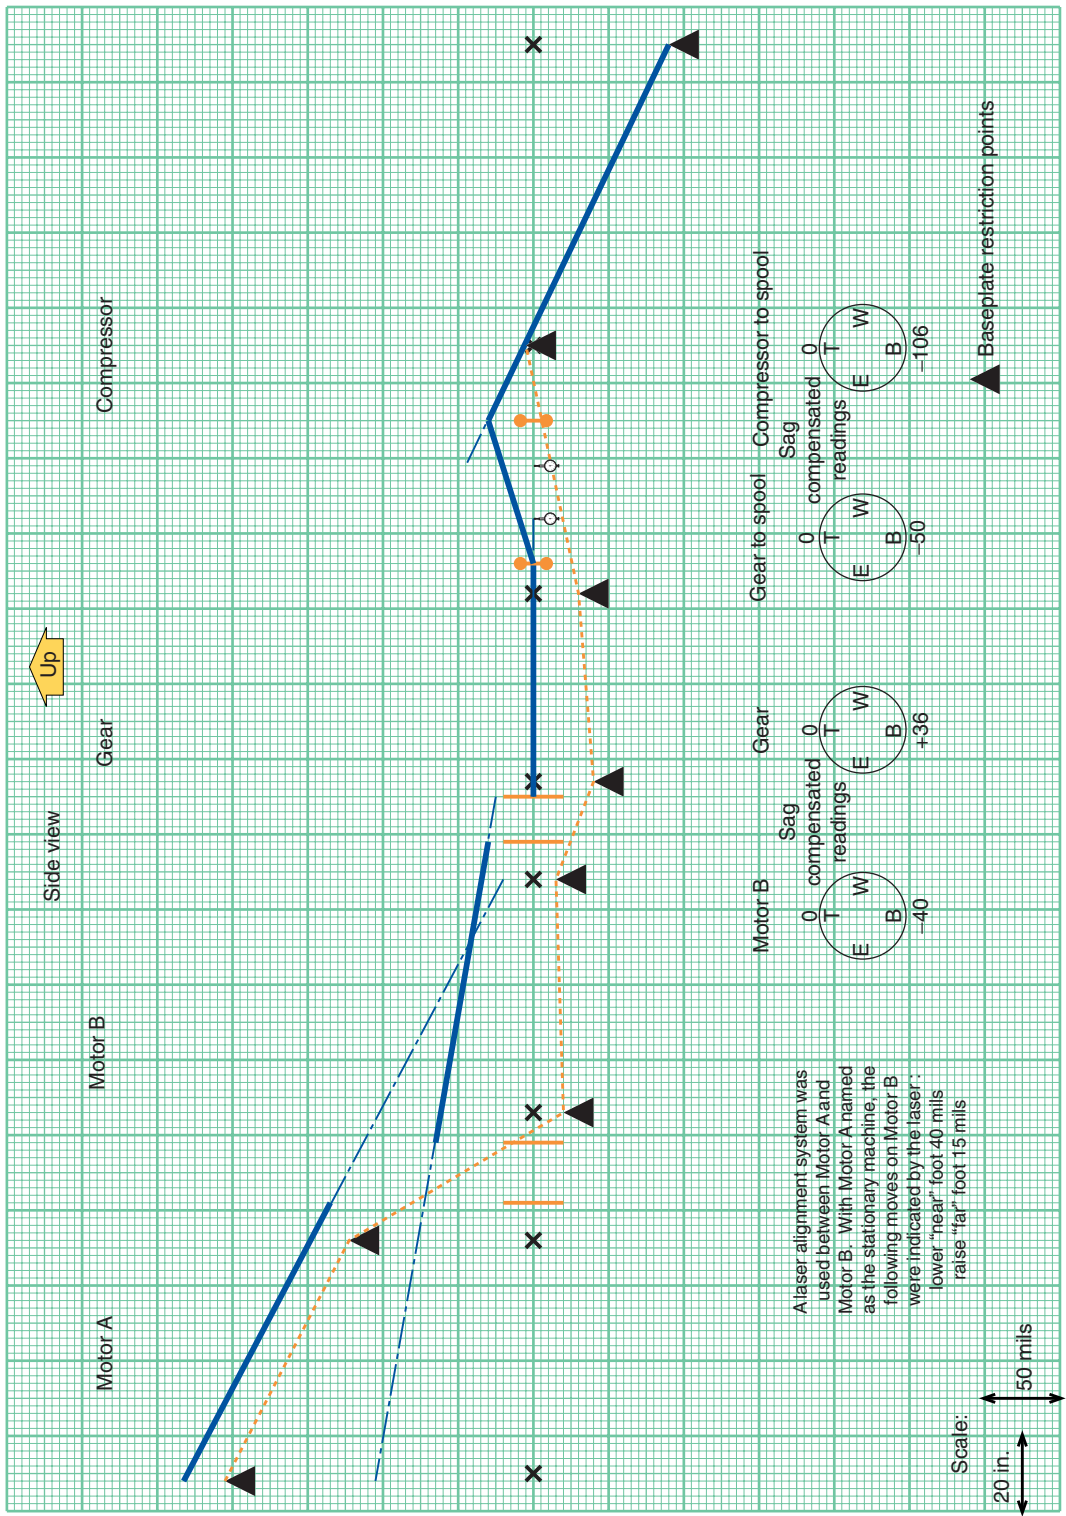 Side view
Up
Motor A
Motor B
Gear
Compressor
Motor B
Gear
Gear to spool
Compressor to spool
Sag
compensated
readings
Sag
compensated
readings
0
T
E W
B
–40
0
T
E W
B
+36
0
T
E W
B
–50
0
T
E W
B
–106
A laser alignment system was
used between Motor A and
Motor B. With Motor A named
as the stationary machine, the
following moves on Motor B
were indicated by the laser :
lower "near" foot 40 mils
raise "far" foot 15 mils
Baseplate restriction points
Scale:
20 in.
50 mils